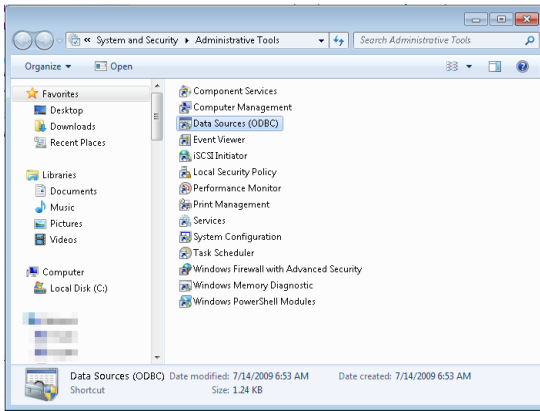 « System and Security ▸ Administrative Tools
Search Administrative Tools
Organize
Open
Favorites
Desktop
Downloads
Recent Places
Libraries
Documents
Music
Pictures
Videos
Computer
Local Disk (C:)
Component Services
Computer Management
Data Sources (ODBC)
Event Viewer
iSCSI Initiator
Local Security Policy
Performance Monitor
Print Management
Services
System Configuration
Task Scheduler
Windows Firewall with Advanced Security
Windows Memory Diagnostic
Windows PowerShell Modules
Data Sources (ODBC) Date modified: 7/14/2009 6:53 AM Date created: 7/14/2009 6:53 AM
Shortcut Size: 1.24 KB